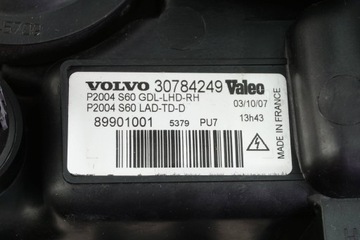 VOLVO 30784249 Valeo
P2004 S60 GDL-LHD-RH 03/10/07
P2004 S60 LAD-TD-D 13h43
89901001 5379 PU7
MADE IN FRANCE